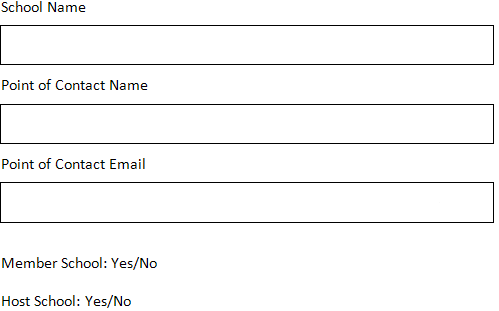 School Name
Point of Contact Name
Point of Contact Email
Member School: Yes/No
Host School: Yes/No